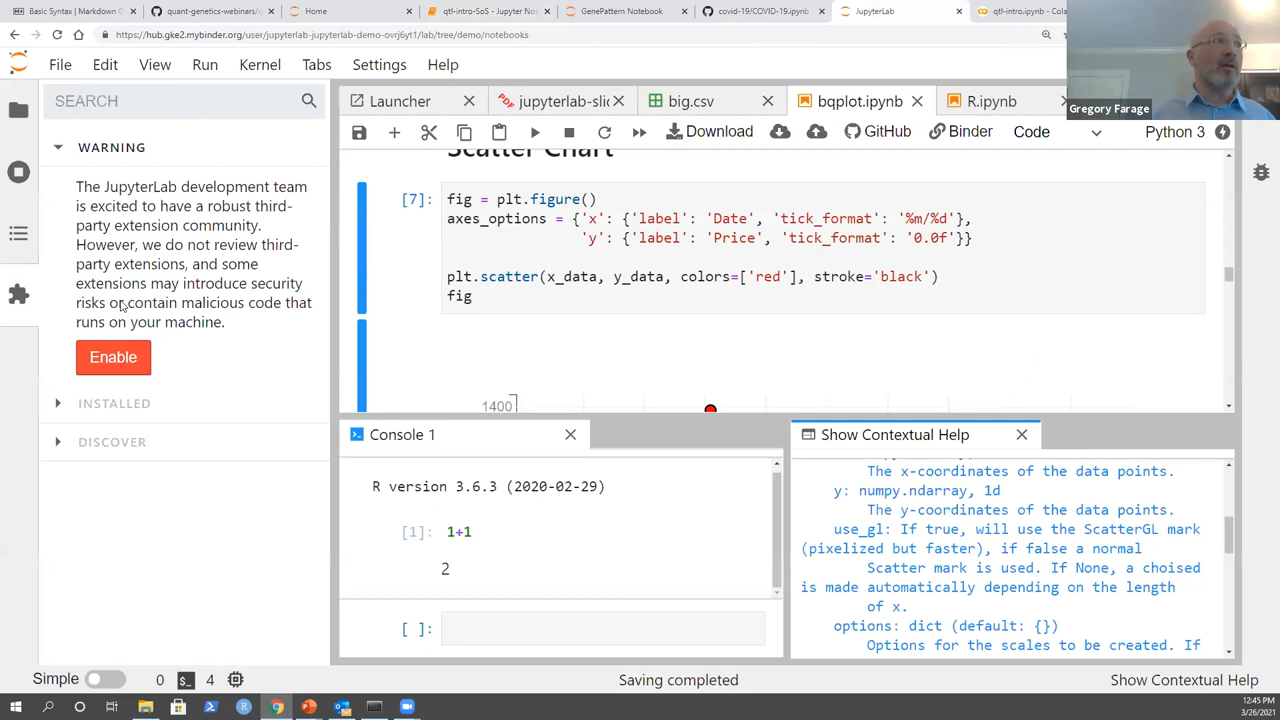 Basic Syntax | Markdown G
quant-genetics-webinars/
Home
qtl-intro-SoS - Jupyter No
GenePattern Notebook
covid-19/COVID-19.ipynb
JupyterLab
qtl-intro.ipynb - Cola
https://hub.gke2.mybinder.org/user/jupyterlab-jupyterlab-demo-ovrj6yt1/lab/tree/demo/notebooks
File Edit View Run Kernel Tabs Settings Help
Gregory Farage
SEARCH
WARNING
The JupyterLab development team
is excited to have a robust third-
party extension community.
However, we do not review third-
party extensions, and some
extensions may introduce security
risks or contain malicious code that
runs on your machine.
Enable
INSTALLED
DISCOVER
Launcher
jupyterlab-slid
big.csv
bqplot.ipynb
R.ipynb
Download GitHub Binder Code Python 3
Scatter Chart
[7]: fig = plt.figure()
axes_options = {'x': {'label': 'Date', 'tick_format': '%m/%d'},
'y': {'label': 'Price', 'tick_format': '0.0f'}}
plt.scatter(x_data, y_data, colors=['red'], stroke='black')
fig
1400
Console 1
R version 3.6.3 (2020-02-29)
[1]: 1+1
2
[ ]:
Show Contextual Help
The x-coordinates of the data points.
y: numpy.ndarray, 1d
The y-coordinates of the data points.
use_gl: If true, will use the ScatterGL mark
(pixelized but faster), if false a normal
Scatter mark is used. If None, a choised
is made automatically depending on the length
of x.
options: dict (default: {})
Options for the scales to be created. If
Simple 0 4 Saving completed Show Contextual Help
12:45 PM
3/26/2021